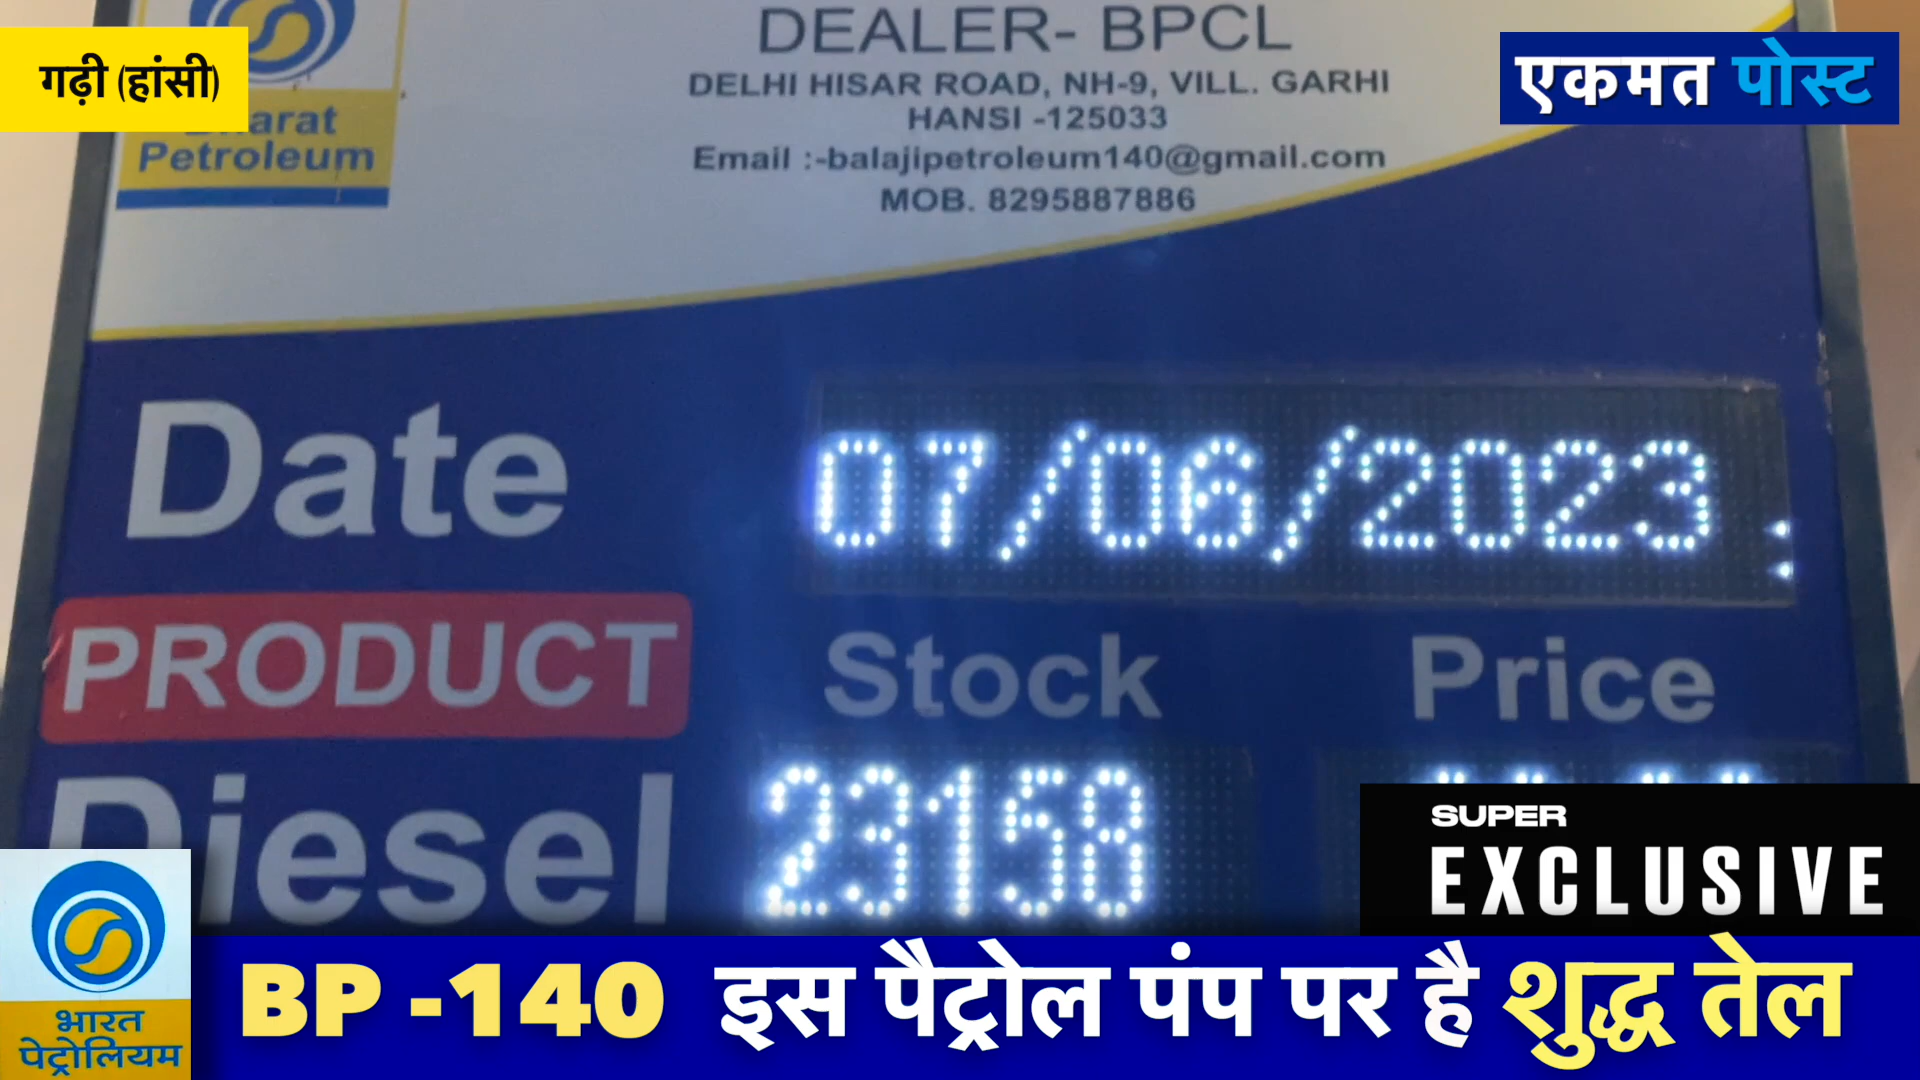 गढ़ी (हांसी)
एकमत पोस्ट
Bharat
Petroleum
DEALER- BPCL
DELHI HISAR ROAD, NH-9, VILL. GARHI
HANSI -125033
Email :-balajipetroleum140@gmail.com
MOB. 8295887886
Date 07/06/2023
PRODUCT Stock Price
Diesel 23158
SUPER
EXCLUSIVE
भारत
पेट्रोलियम
BP -140 इस पैट्रोल पंप पर है शुद्ध तेल